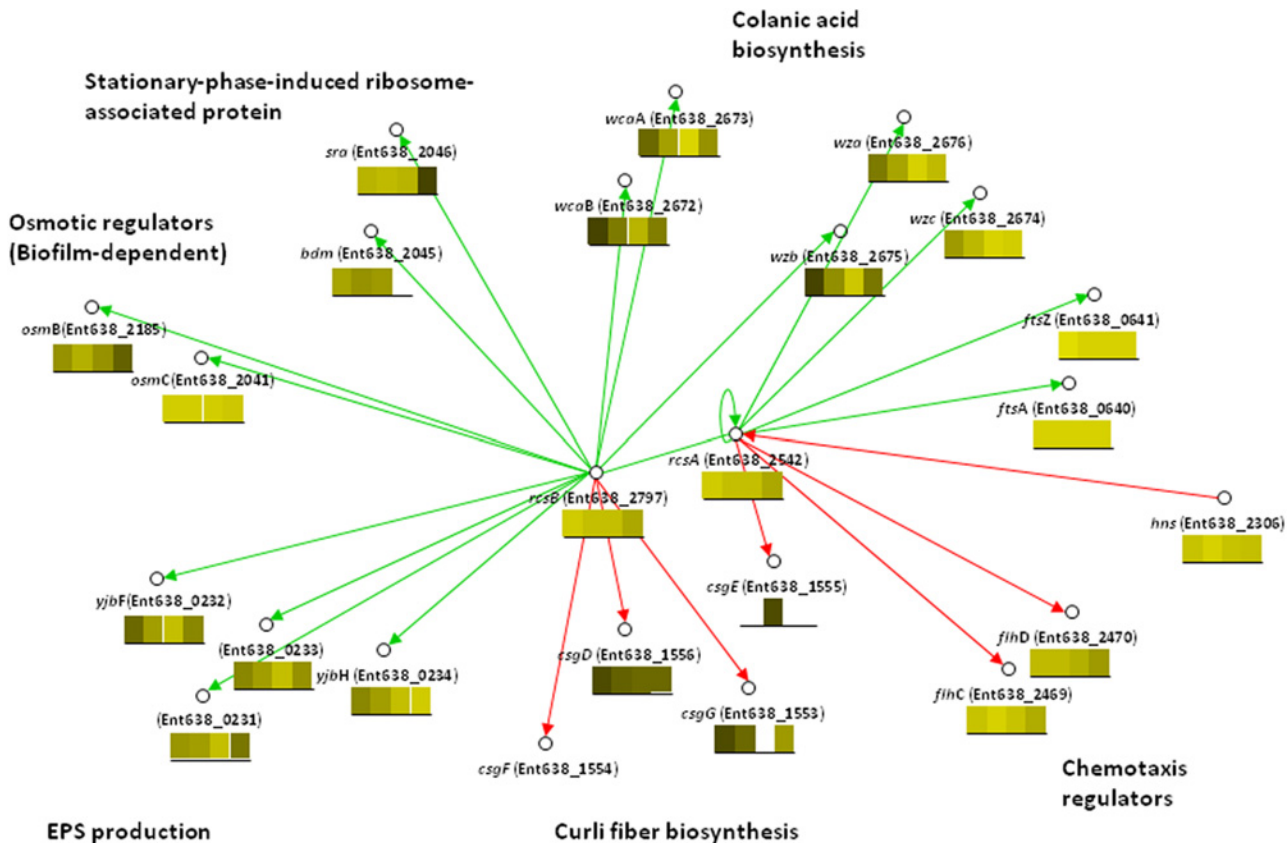 Colanic acid
biosynthesis
Stationary-phase-induced ribosome-
associated protein
wcaA (Ent638_2673)
wza (Ent638_2676)
sra (Ent638_2046)
wcaB (Ent638_2672)
wzc (Ent638_2674)
Osmotic regulators
(Biofilm-dependent)
bdm (Ent638_2045)
wzb (Ent638_2675)
osmB(Ent638_2185)
ftsZ (Ent638_0641)
osmC(Ent638_2041)
ftsA (Ent638_0640)
rcsA (Ent638_2542)
rcsB (Ent638_2797)
hns (Ent638_2306)
csgE (Ent638_1555)
yjbF(Ent638_0232)
(Ent638_0233)
csgD (Ent638_1556)
flhD (Ent638_2470)
yjbH (Ent638_0234)
flhC (Ent638_2469)
(Ent638_0231)
csgG (Ent638_1553)
csgF (Ent638_1554)
Chemotaxis
regulators
EPS production
Curli fiber biosynthesis